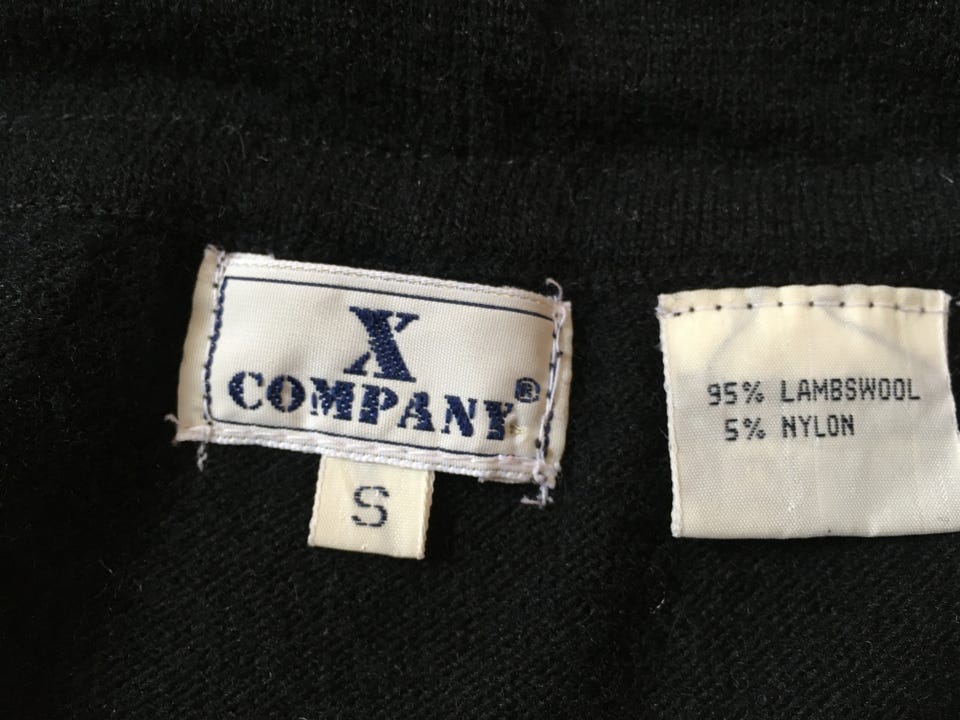 X
COMPANY®
S
95% LAMBSWOOL
5% NYLON